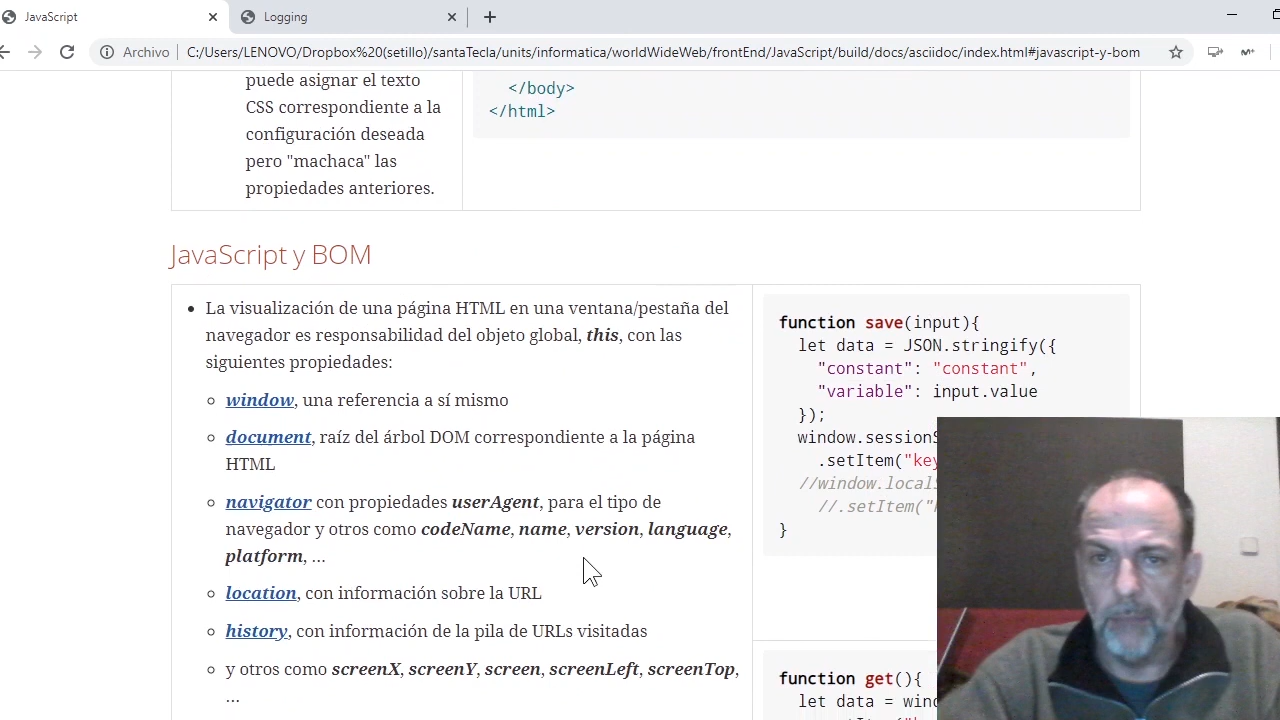 JavaScript
Logging
Archivo
C:/Users/LENOVO/Dropbox%20(setillo)/santaTecla/units/informatica/worldWideWeb/frontEnd/JavaScript/build/docs/asciidoc/index.html#javascript-y-bom
puede asignar el texto
CSS correspondiente a la
configuración deseada
pero "machaca" las
propiedades anteriores.
</body>
</html>
JavaScript y BOM
• La visualización de una página HTML en una ventana/pestaña del
navegador es responsabilidad del objeto global, this, con las
siguientes propiedades:
◦ window, una referencia a sí mismo
◦ document, raíz del árbol DOM correspondiente a la página
HTML
◦ navigator con propiedades userAgent, para el tipo de
navegador y otros como codeName, name, version, language,
platform, …
◦ location, con información sobre la URL
◦ history, con información de la pila de URLs visitadas
◦ y otros como screenX, screenY, screen, screenLeft, screenTop,
…
function save(input){
let data = JSON.stringify({
"constant": "constant",
"variable": input.value
});
window.sessionS
.setItem("key
//window.locals
//.setItem("
}
function get(){
let data = wind